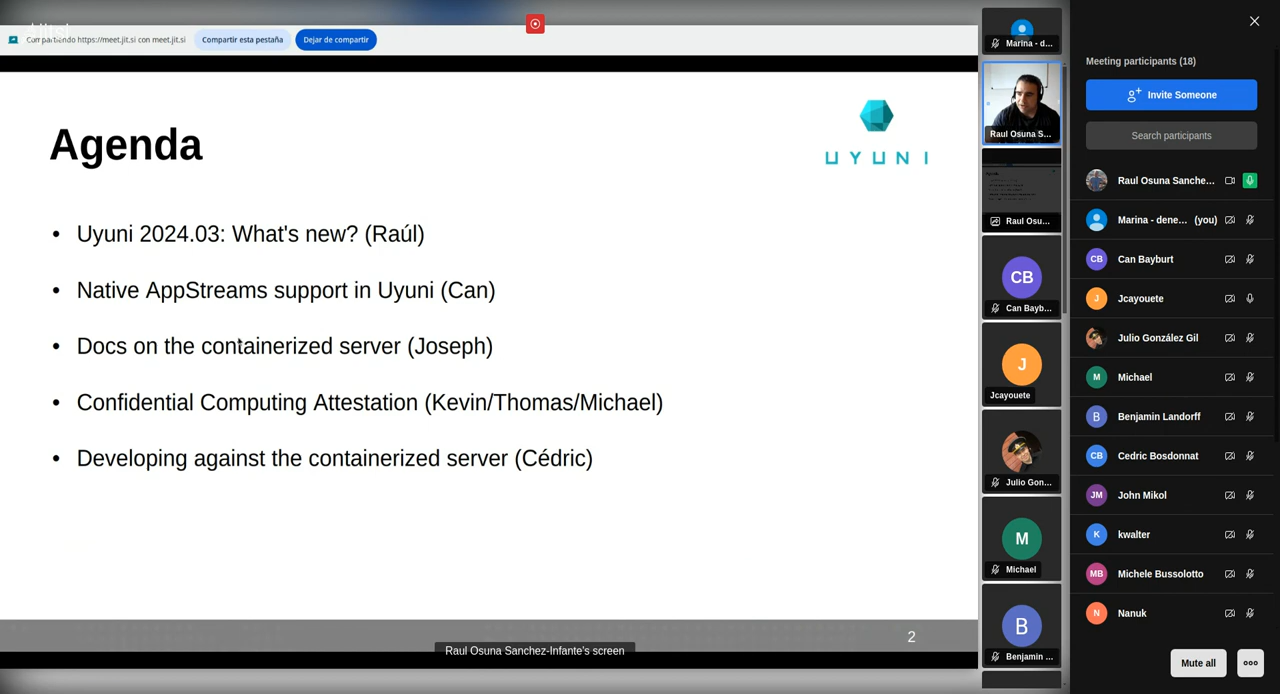 Compartiendo https://meet.jit.si con meet.jit.si
Compartir esta pestaña
Dejar de compartir
Agenda
UYUNI
• Uyuni 2024.03: What's new? (Raúl)
• Native AppStreams support in Uyuni (Can)
• Docs on the containerized server (Joseph)
• Confidential Computing Attestation (Kevin/Thomas/Michael)
• Developing against the containerized server (Cédric)
2
Raul Osuna Sanchez-Infante's screen
Marina - d...
Raul Osuna S...
Raul Osu...
CB
Can Bayb...
J
Jcayouete
Julio Gon...
M
Michael
B
Benjamin ...
Meeting participants (18)
Invite Someone
Search participants
Raul Osuna Sanche...
Marina - dene... (you)
CB Can Bayburt
J Jcayouete
Julio González Gil
M Michael
B Benjamin Landorff
CB Cedric Bosdonnat
JM John Mikol
K kwalter
MB Michele Bussolotto
N Nanuk
Mute all